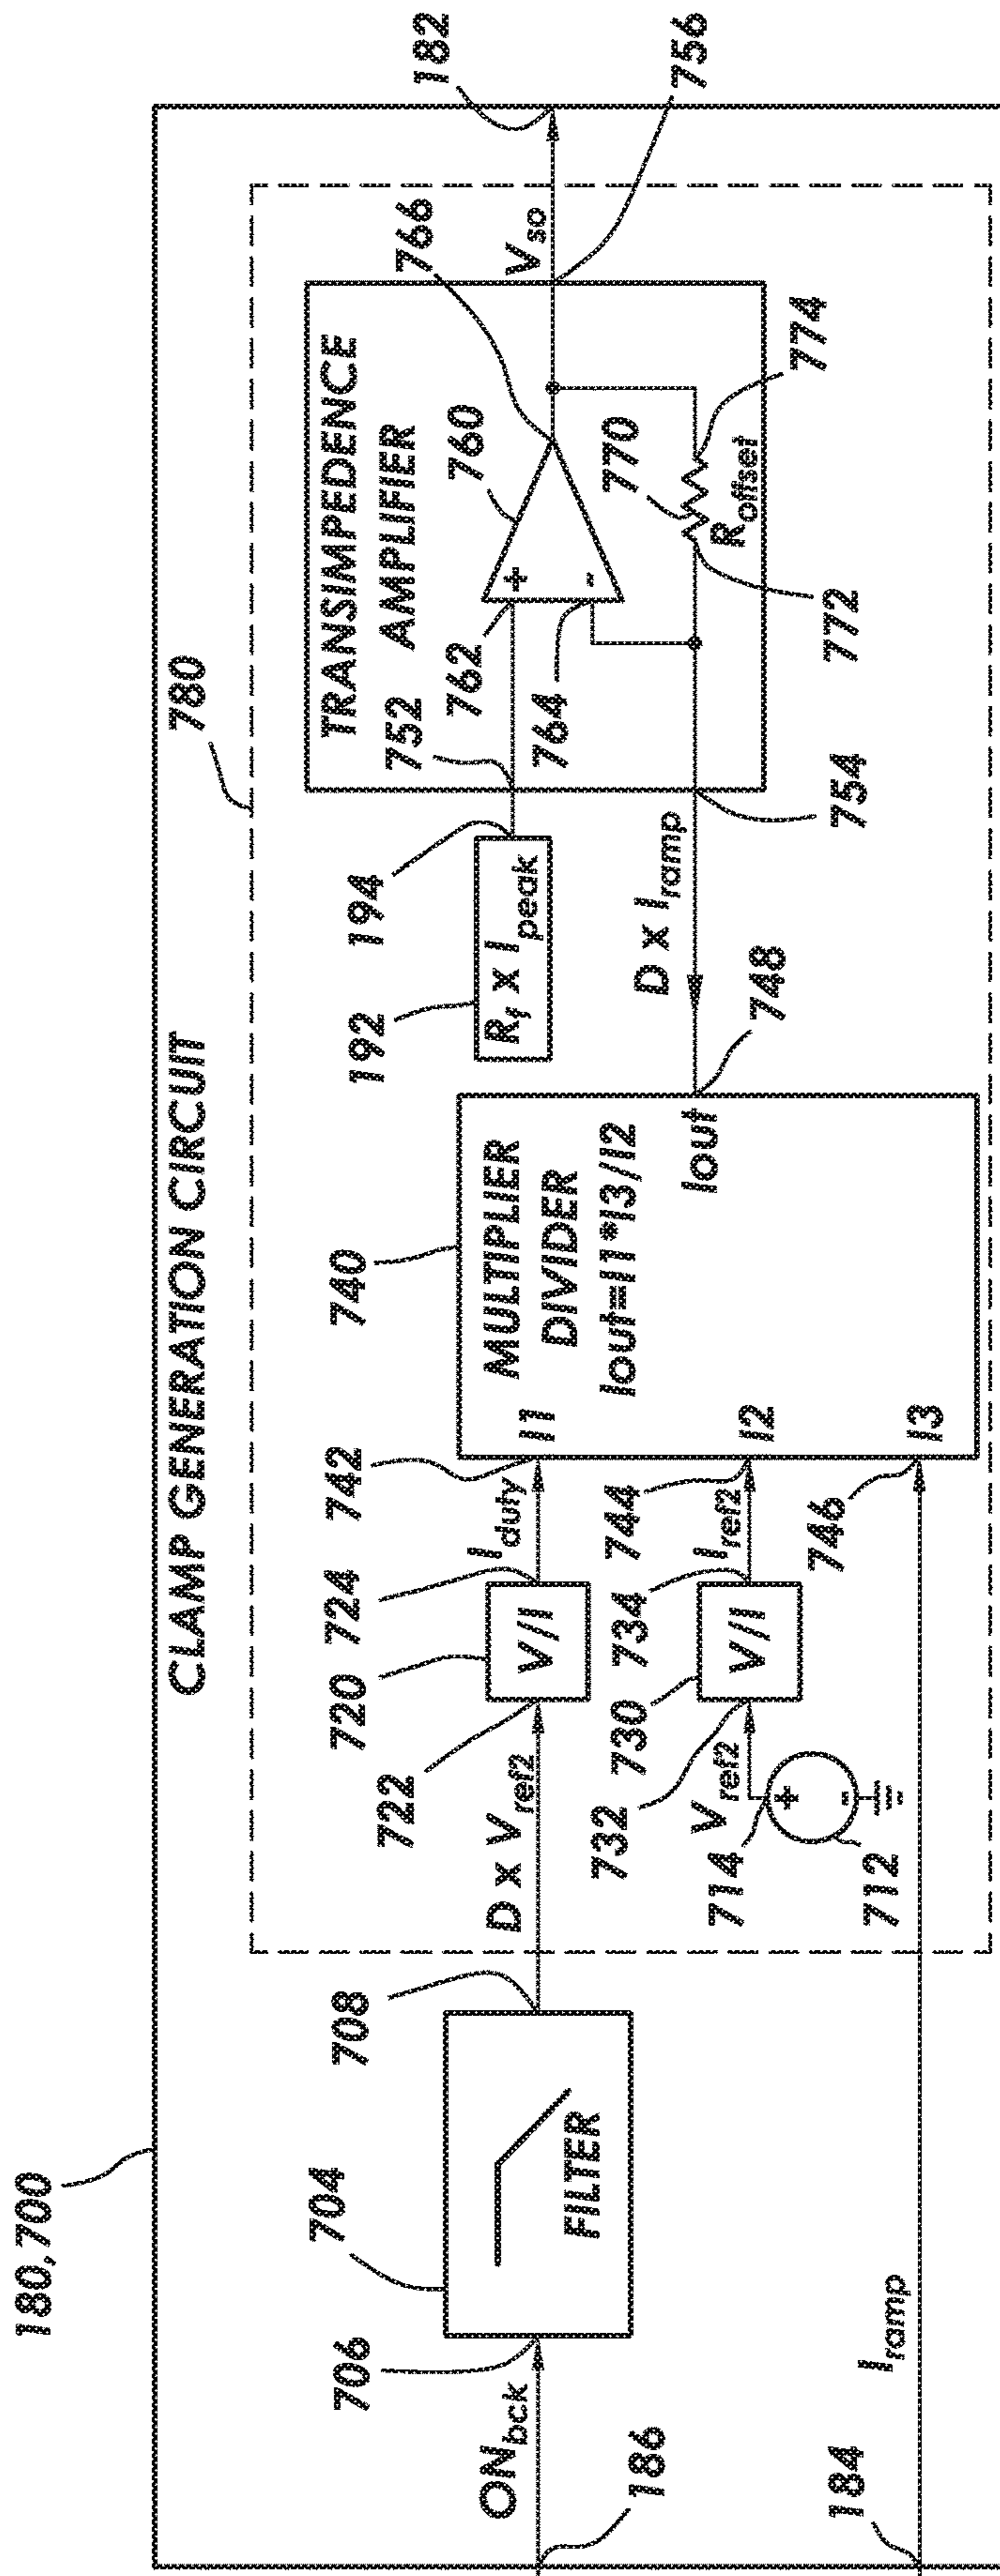 180,700
CLAMP GENERATION CIRCUIT
780
182
186
ONbck
706
704
FILTER
708
D x Vref2
722
720
V/I
724
Iduty
742
I1
740
MULTIPLIER
DIVIDER
Iout=I1*I3/I2
Iout
748
712
714
+
-
Vref2
732
730
V/I
734
Iref2
744
I2
184
Iramp
746
I3
192
Rf x Ipeak
194
752
D x Iramp
754
TRANSIMPEDENCE
AMPLIFIER
762
+
764
-
760
766
770
772
Roffset
774
Vso
756